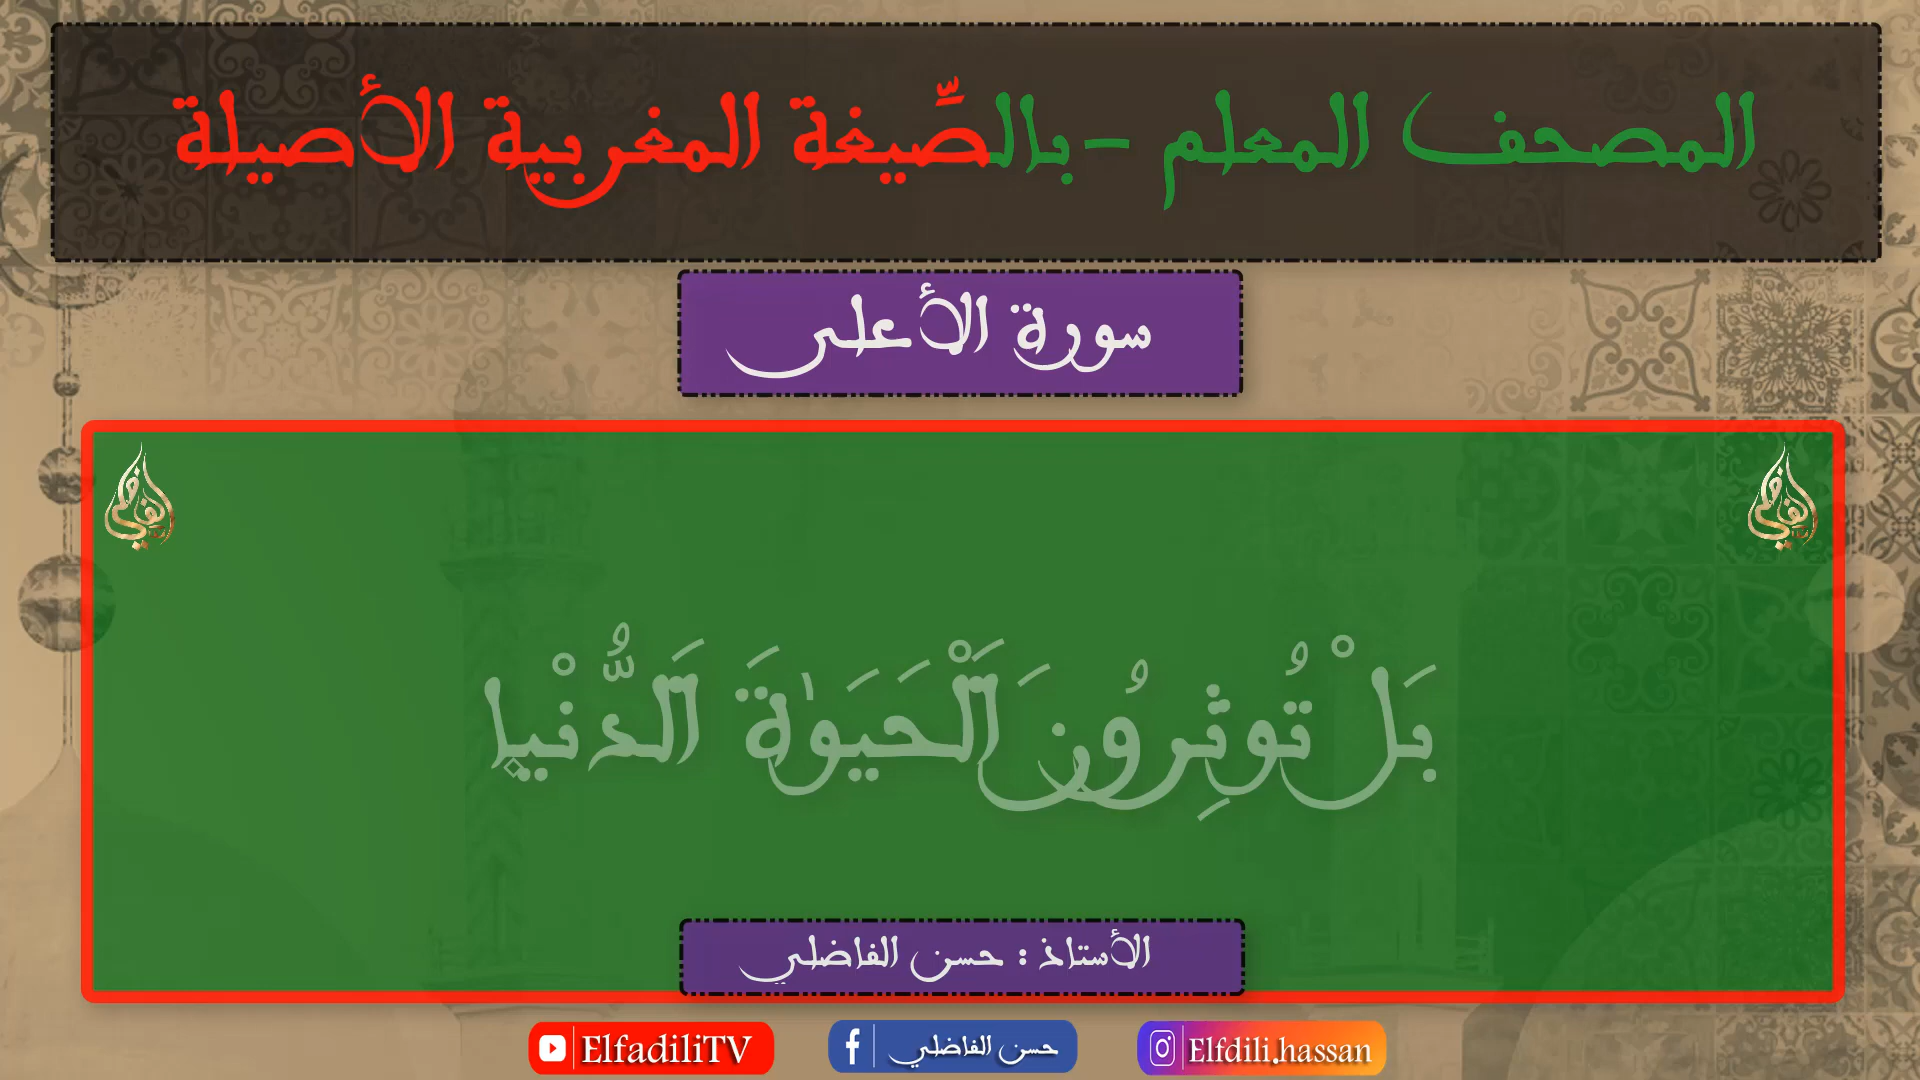 المصحف المعلم - بالصِّيغة المغربية الأصيلة
سورة الأعلى
بَلْ تُوثِرُونَ اَلْحَيَوٰةَ اَلدُّنْيا
الأستاذ : حسن الفاضلي
ElfadiliTV
حسن الفاضلي
Elfdili.hassan